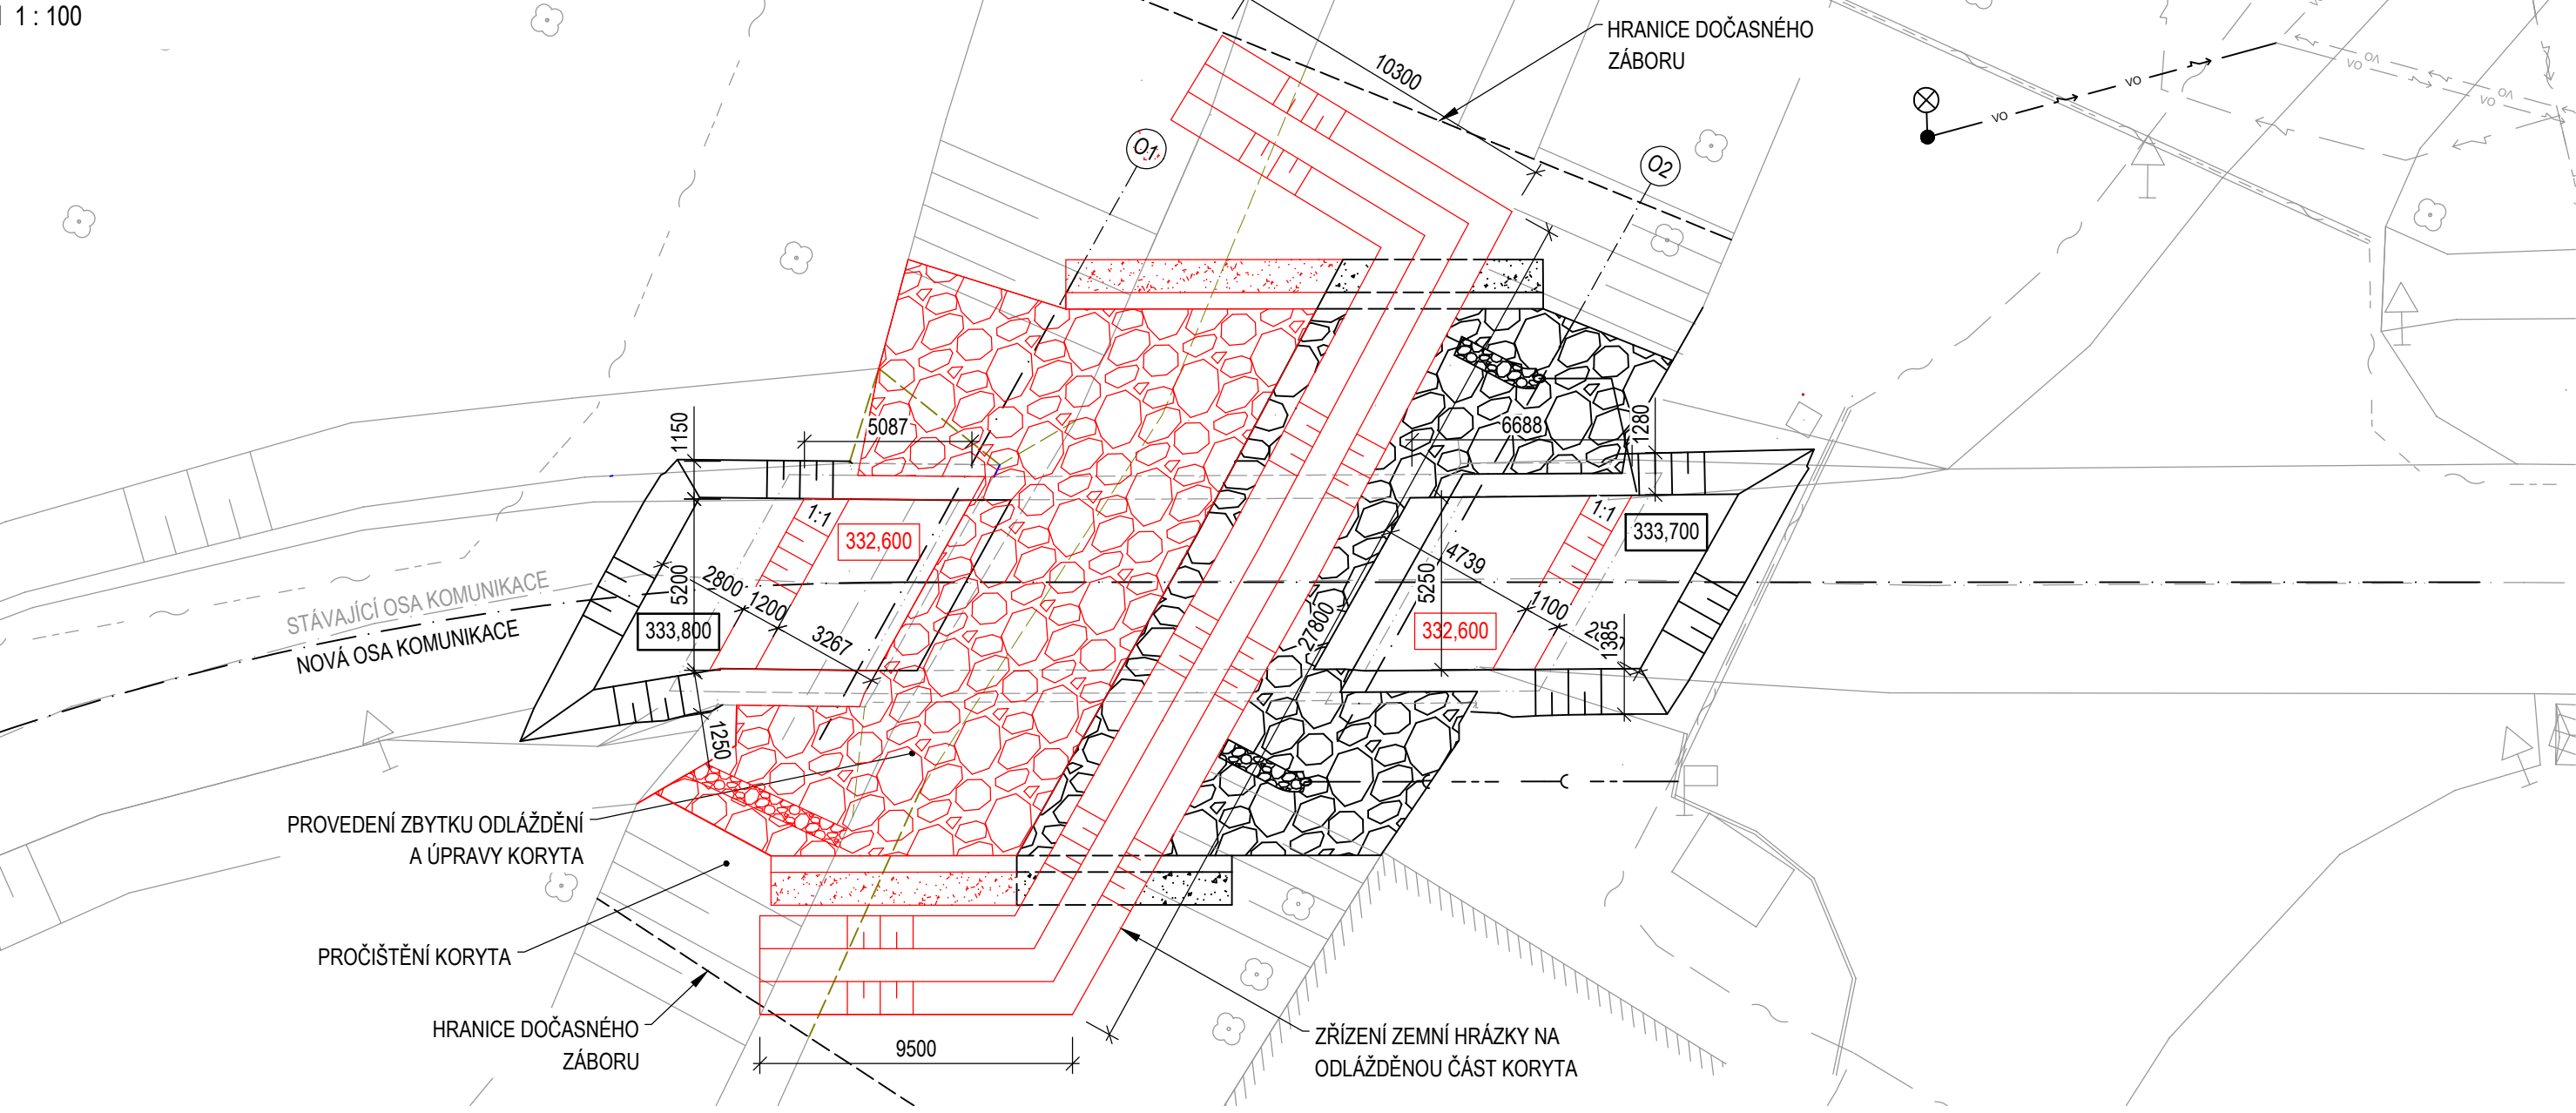 1 : 100
HRANICE DOČASNÉHO
ZÁBORU
10300
VO
VO
VO
VO
VO
VO
O1
O2
5087
6688
1150
1280
1:1
1:1
332,600
333,700
STÁVAJÍCÍ OSA KOMUNIKACE
NOVÁ OSA KOMUNIKACE
5200
2800
1200
3267
333,800
4739
5250
1100
332,600
1385
27800
1250
PROVEDENÍ ZBYTKU ODLÁŽDĚNÍ
A ÚPRAVY KORYTA
PROČIŠTĚNÍ KORYTA
HRANICE DOČASNÉHO
ZÁBORU
9500
ZŘÍZENÍ ZEMNÍ HRÁZKY NA
ODLÁŽDĚNOU ČÁST KORYTA